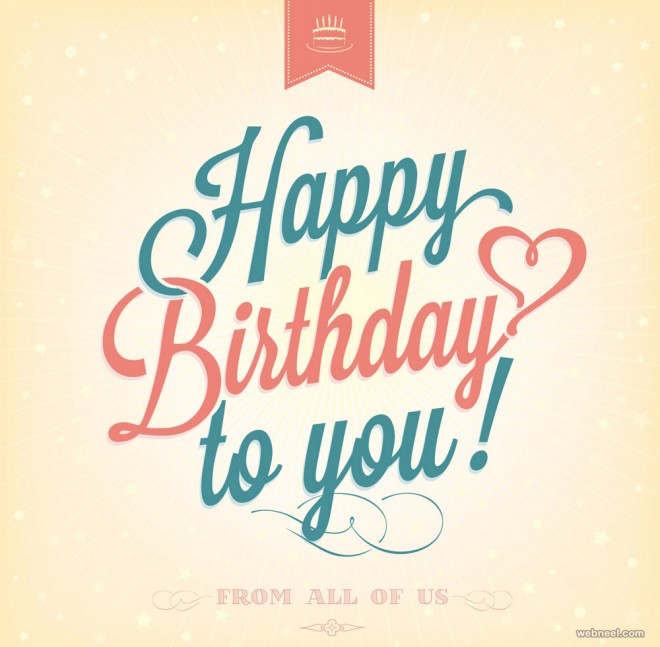 Happy
Birthday
to you!
FROM ALL OF US
webneel.com